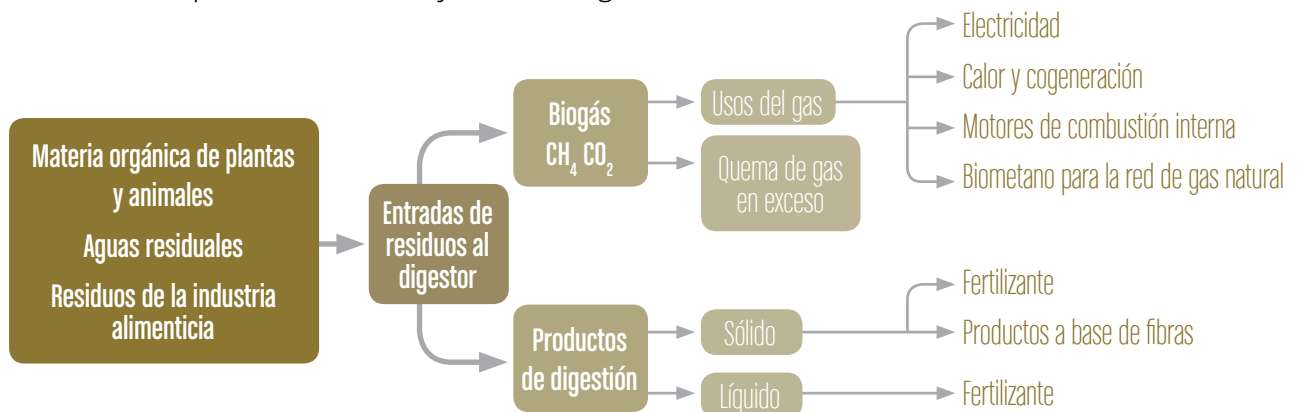 Materia orgánica de plantas
y animales
Aguas residuales
Residuos de la industria
alimenticia
Entradas de
residuos al
digestor
Biogás
CH₄ CO₂
Usos del gas
Quema de gas
en exceso
Electricidad
Calor y cogeneración
Motores de combustión interna
Biometano para la red de gas natural
Productos
de digestión
Sólido
Líquido
Fertilizante
Productos a base de fibras
Fertilizante